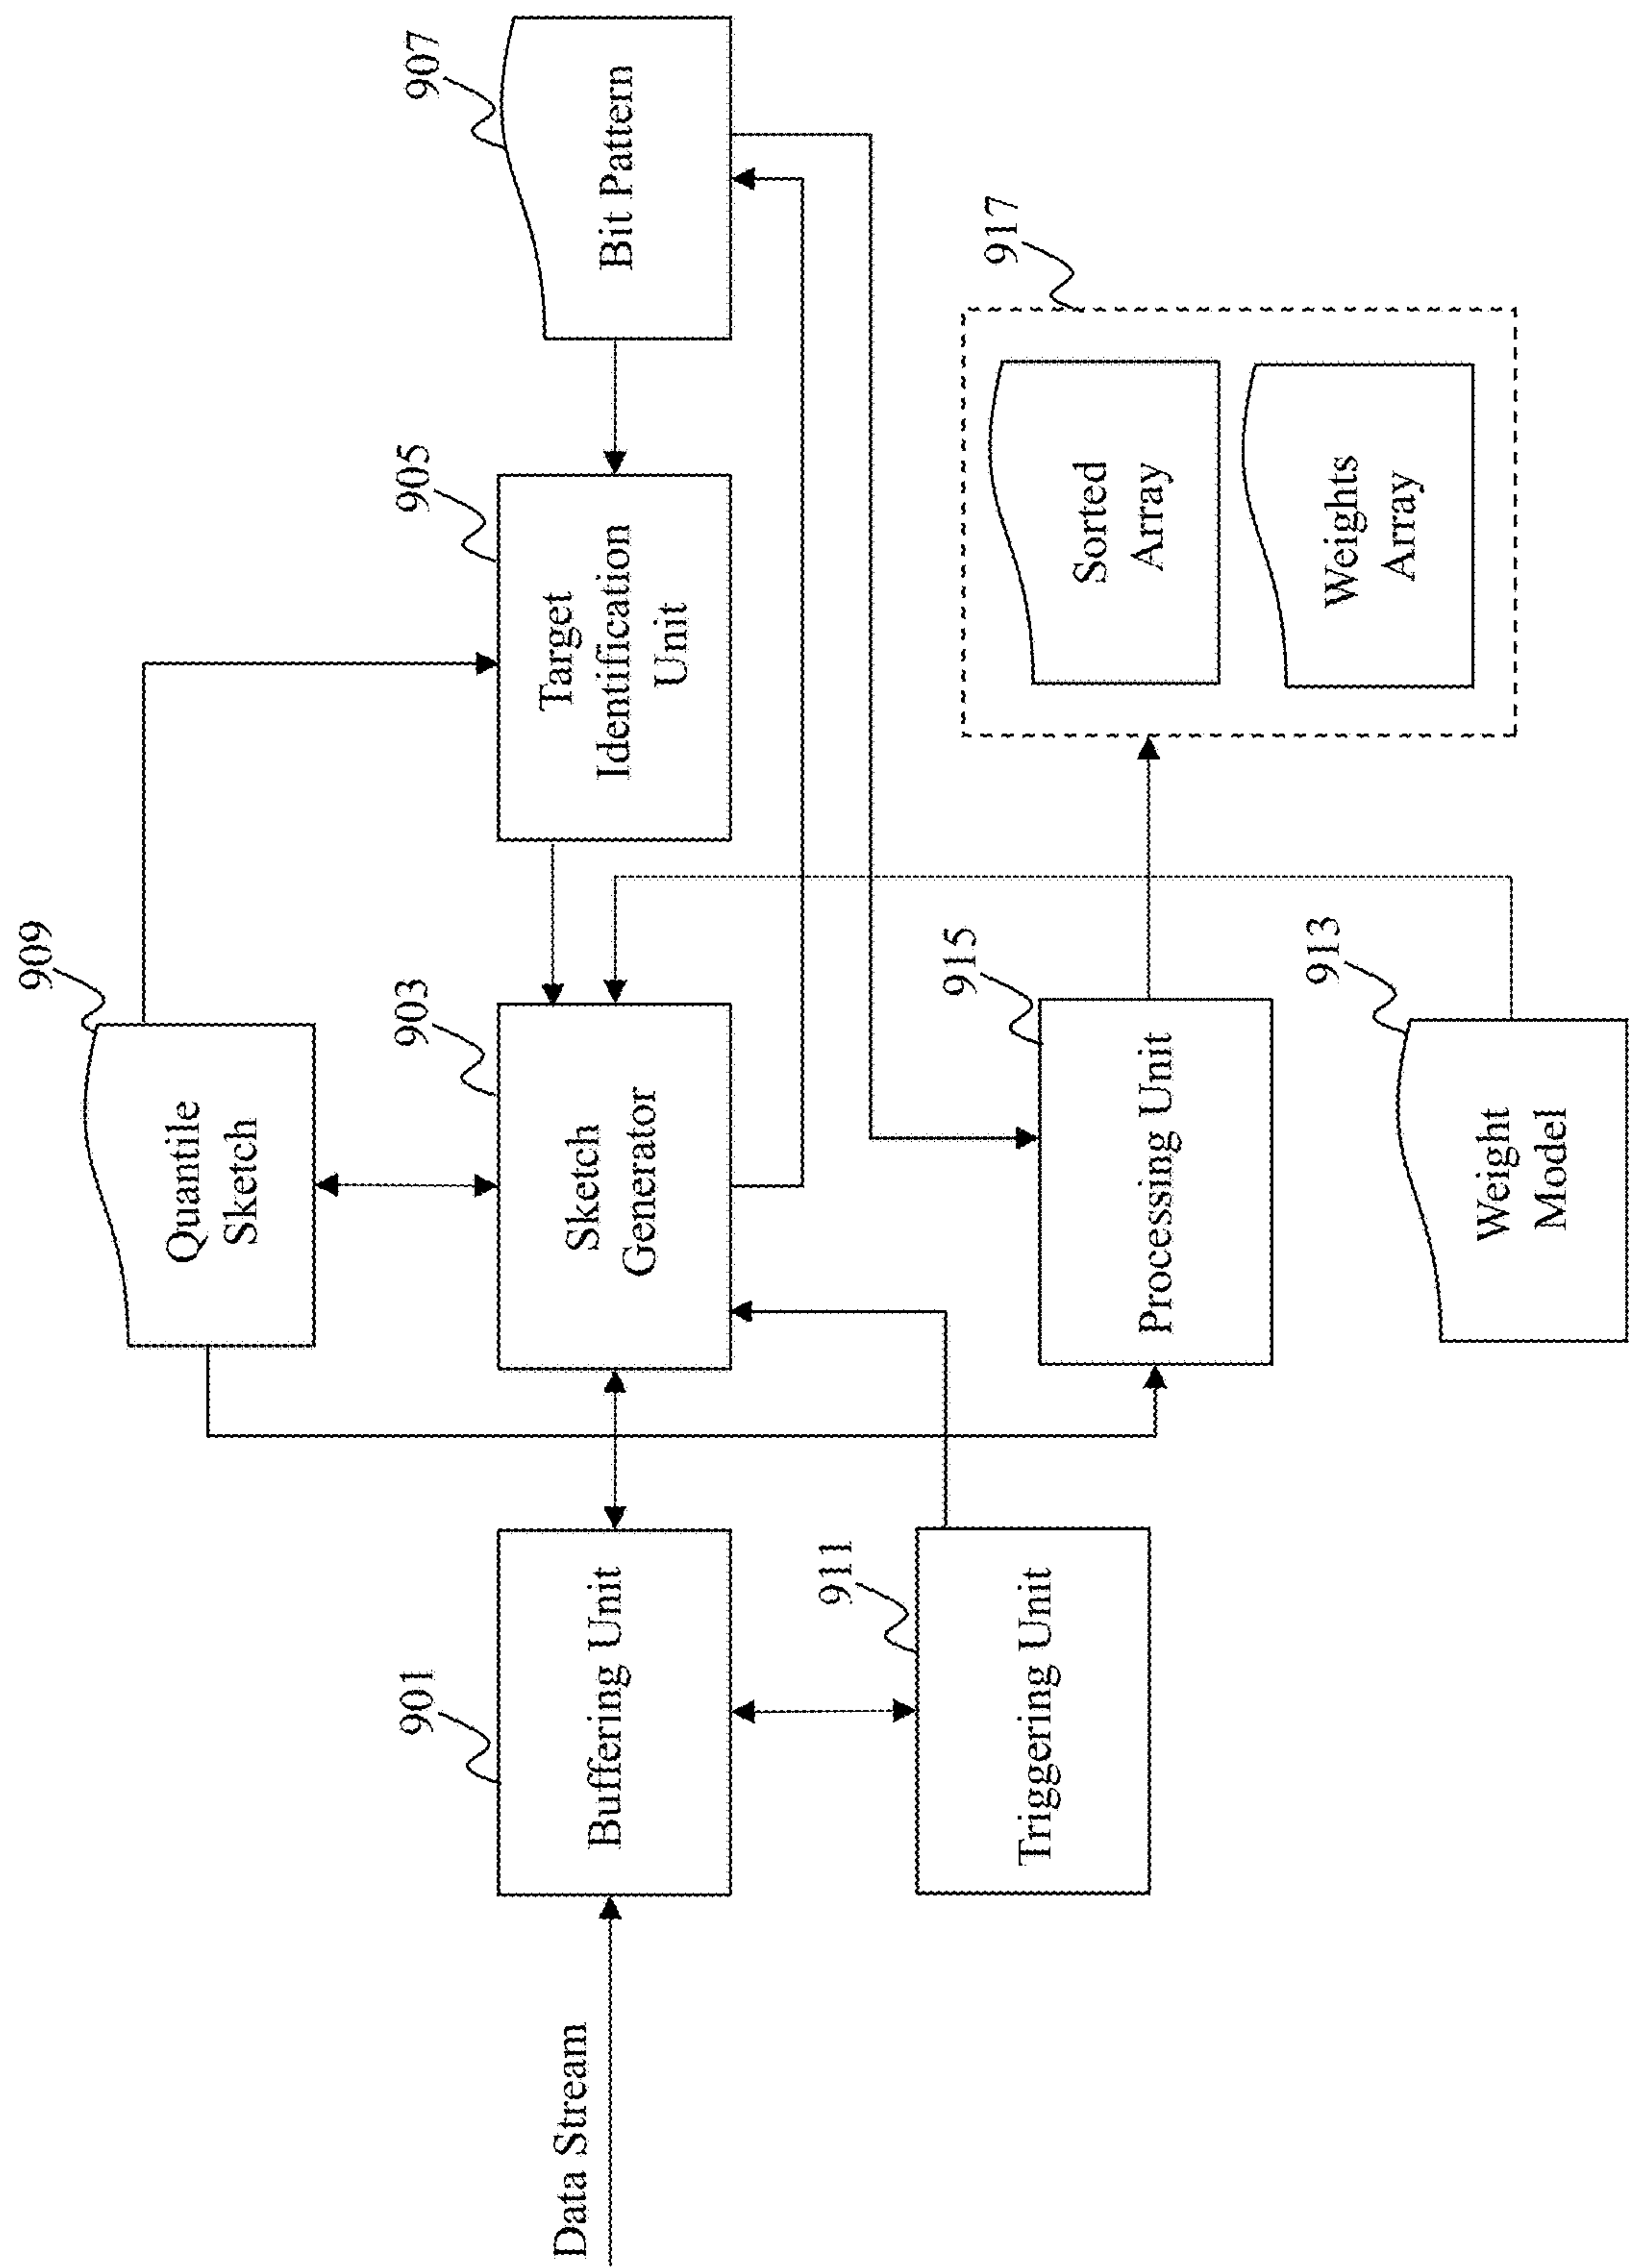 909
Quantile
Sketch
907
Bit Pattern
905
Target
Identification
Unit
903
Sketch
Generator
901
Buffering Unit
Data Stream
911
Triggering Unit
915
Processing Unit
917
Sorted
Array
Weights
Array
913
Weight
Model